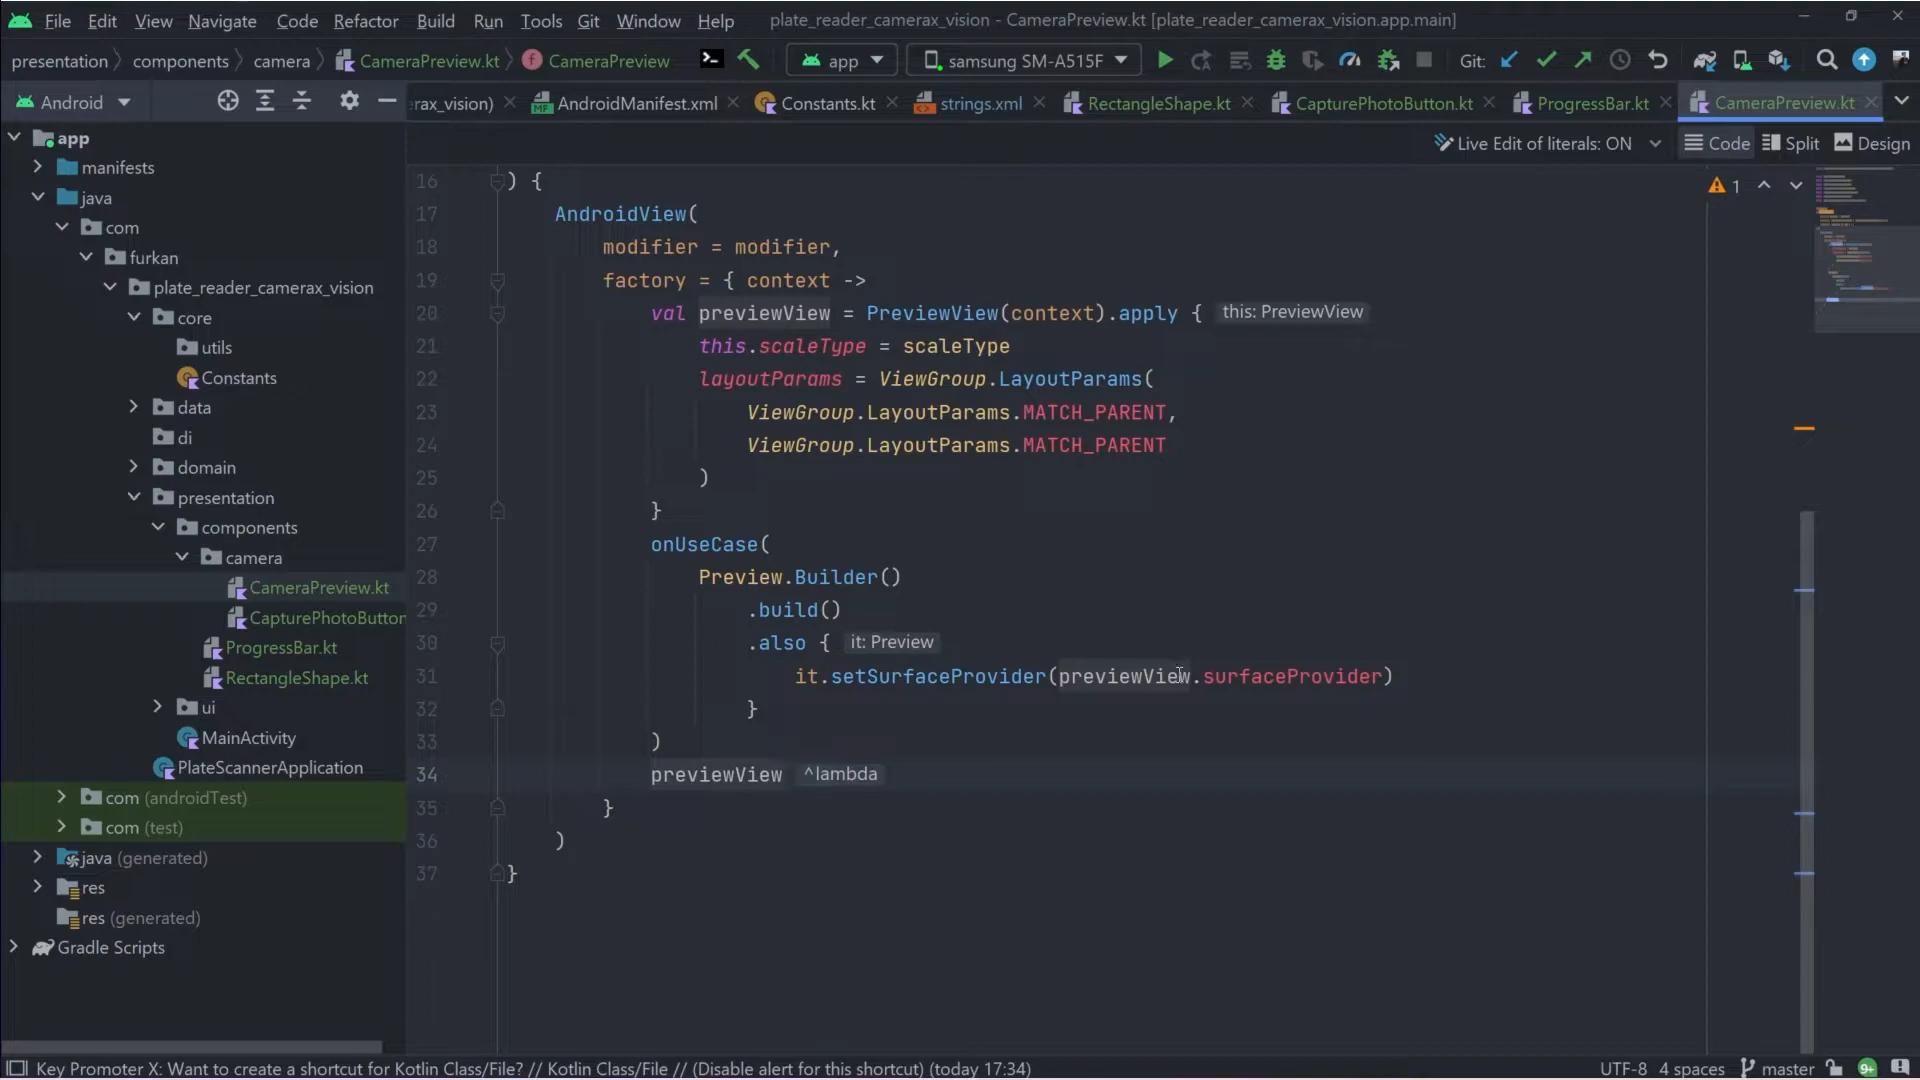 File Edit View Navigate Code Refactor Build Run Tools Git Window Help plate_reader_camerax_vision - CameraPreview.kt [plate_reader_camerax_vision.app.main]
presentation components camera CameraPreview.kt CameraPreview app samsung SM-A515F Git:
Android rax_vision) AndroidManifest.xml Constants.kt strings.xml RectangleShape.kt CapturePhotoButton.kt ProgressBar.kt CameraPreview.kt
Live Edit of literals: ON Code Split Design
app
manifests
java
com
furkan
plate_reader_camerax_vision
core
utils
Constants
data
di
domain
presentation
components
camera
CameraPreview.kt
CapturePhotoButton
ProgressBar.kt
RectangleShape.kt
ui
MainActivity
PlateScannerApplication
com (androidTest)
com (test)
java (generated)
res
res (generated)
Gradle Scripts
1
16 ) {
17 AndroidView(
18 modifier = modifier,
19 factory = { context ->
20 val previewView = PreviewView(context).apply { this: PreviewView
21 this.scaleType = scaleType
22 layoutParams = ViewGroup.LayoutParams(
23 ViewGroup.LayoutParams.MATCH_PARENT,
24 ViewGroup.LayoutParams.MATCH_PARENT
25 )
26 }
27 onUseCase(
28 Preview.Builder()
29 .build()
30 .also { it: Preview
31 it.setSurfaceProvider(previewView.surfaceProvider)
32 }
33 )
34 previewView ^lambda
35 }
36 )
37 }
Key Promoter X: Want to create a shortcut for Kotlin Class/File? // Kotlin Class/File // (Disable alert for this shortcut) (today 17:34) UTF-8 4 spaces master 9+